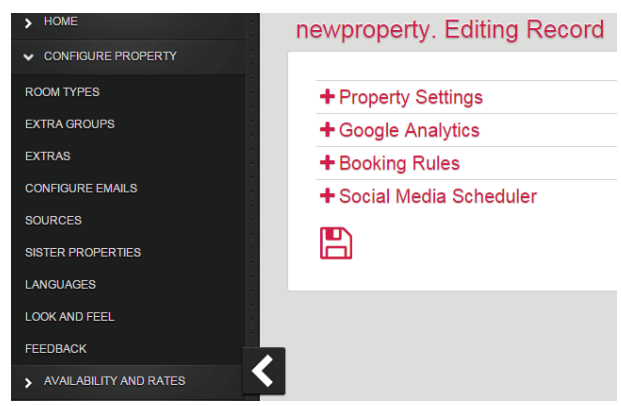 HOME
CONFIGURE PROPERTY
ROOM TYPES
EXTRA GROUPS
EXTRAS
CONFIGURE EMAILS
SOURCES
SISTER PROPERTIES
LANGUAGES
LOOK AND FEEL
FEEDBACK
AVAILABILITY AND RATES
newproperty. Editing Record
Property Settings
Google Analytics
Booking Rules
Social Media Scheduler